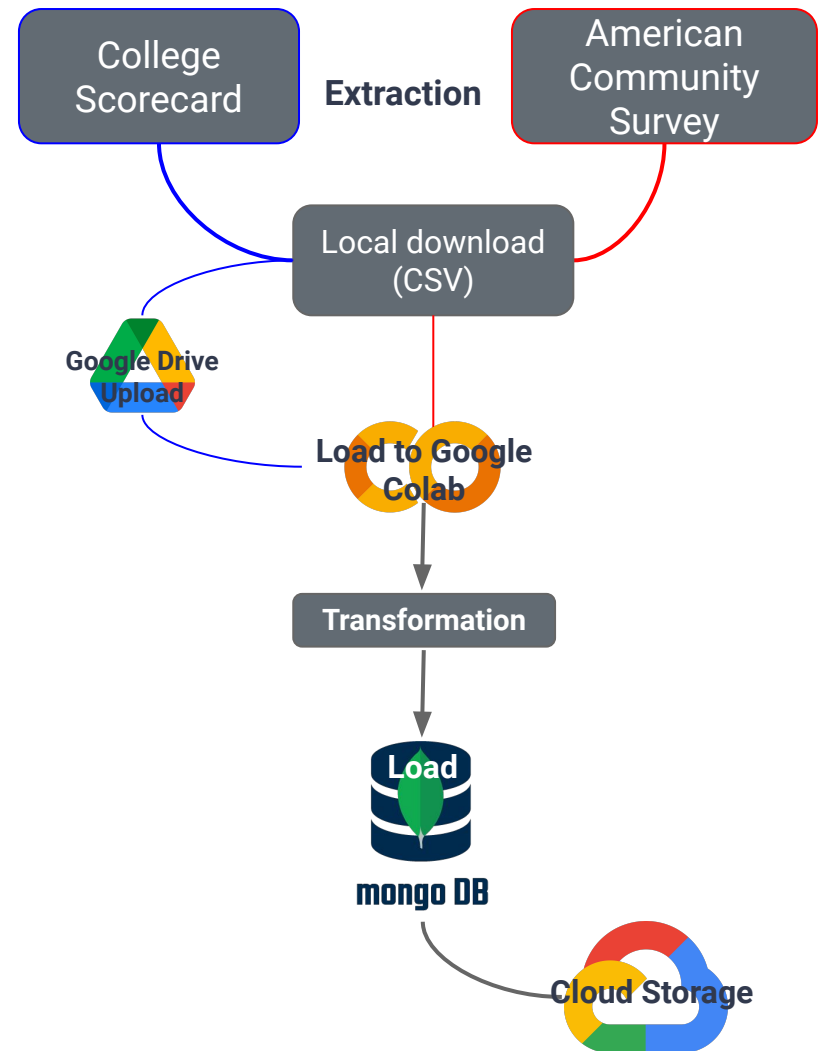 College
Scorecard
Extraction
American
Community
Survey
Local download
(CSV)
Google Drive
Upload
Load to Google
Colab
Transformation
Load
mongo DB
Cloud Storage